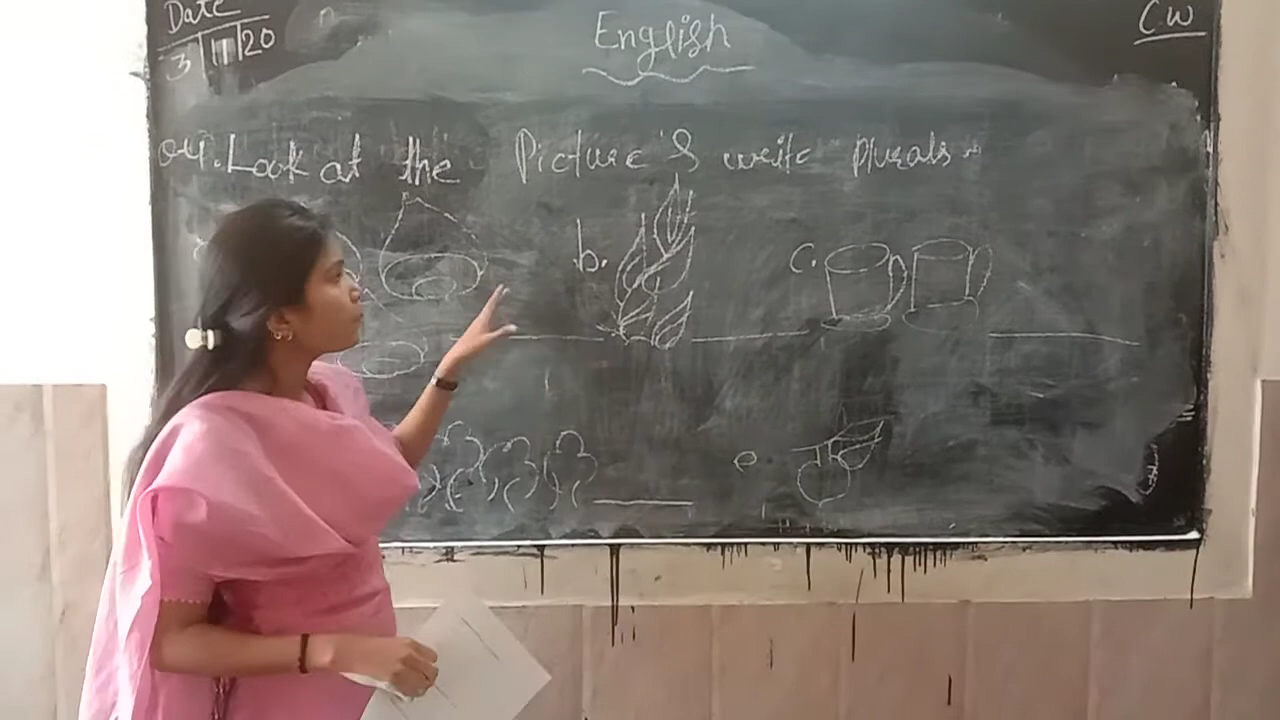 Date
3/11/20
English
CW
Q4. Look at the Picture & write plurals
b.
c.
e